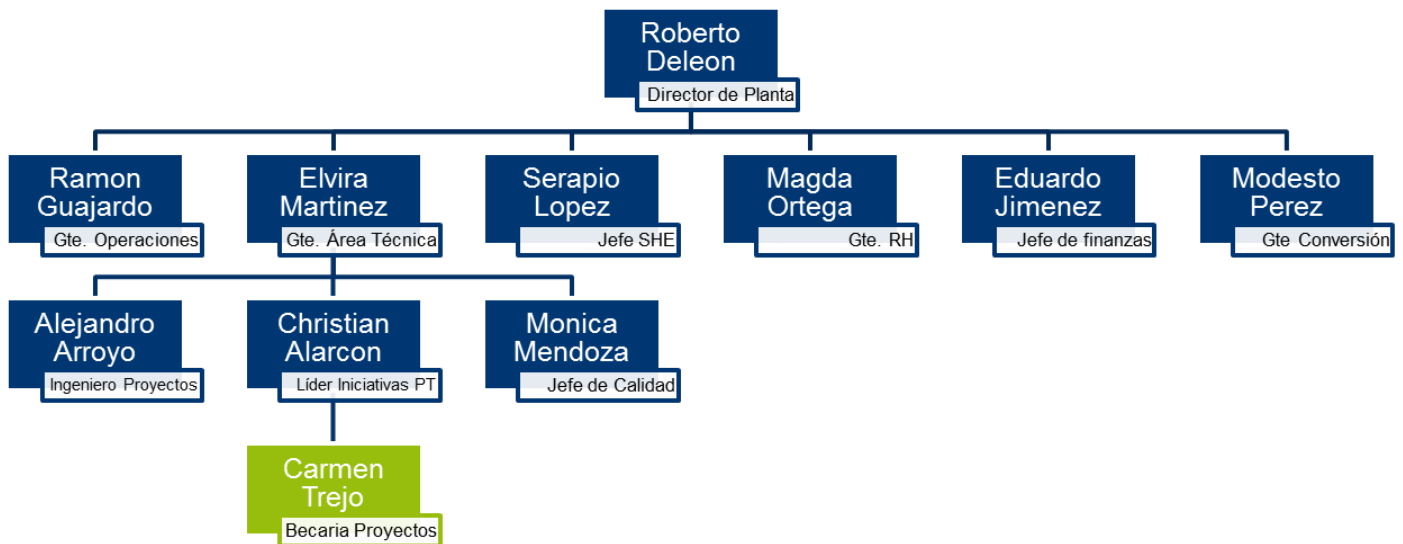 Roberto
Deleon
Director de Planta
Ramon
Guajardo
Gte. Operaciones
Elvira
Martinez
Gte. Área Técnica
Serapio
Lopez
Jefe SHE
Magda
Ortega
Gte. RH
Eduardo
Jimenez
Jefe de finanzas
Modesto
Perez
Gte Conversión
Alejandro
Arroyo
Ingeniero Proyectos
Christian
Alarcon
Líder Iniciativas PT
Monica
Mendoza
Jefe de Calidad
Carmen
Trejo
Becaria Proyectos